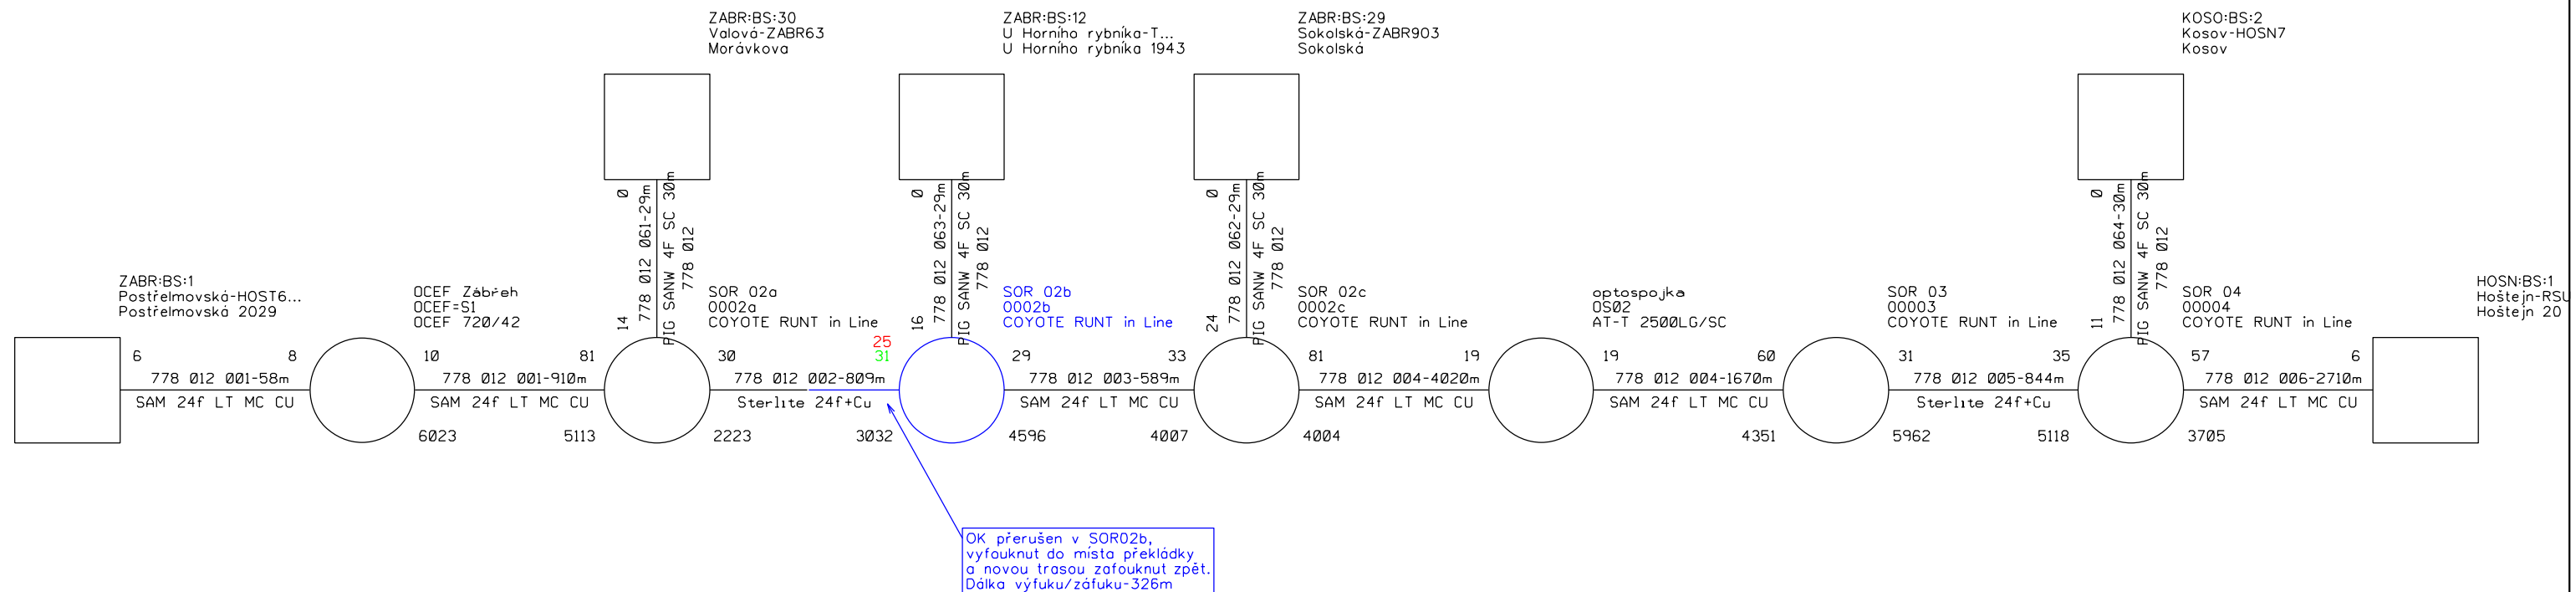 ZABR:BS:30
Valová-ZABR63
Morávkova
ZABR:BS:12
U Horního rybníka-T...
U Horního rybníka 1943
ZABR:BS:29
Sokolská-ZABR903
Sokolská
KOSO:BS:2
Kosov-HOSN7
Kosov
0
14
778 012 061-29m
PIG SANW 4F SC 30m
778 012
0
16
778 012 063-29m
PIG SANW 4F SC 30m
778 012
0
24
778 012 062-29m
PIG SANW 4F SC 30m
778 012
0
11
778 012 064-30m
PIG SANW 4F SC 30m
778 012
ZABR:BS:1
Postřelmovská-HOST6...
Postřelmovská 2029
OCEF Zábřeh
OCEF=S1
OCEF 720/42
SOR 02a
O002a
COYOTE RUNT in Line
SOR 02b
O002b
COYOTE RUNT in Line
SOR 02c
O002c
COYOTE RUNT in Line
optospojka
OS02
AT-T 2500LG/SC
SOR 03
O0003
COYOTE RUNT in Line
SOR 04
O0004
COYOTE RUNT in Line
HOSN:BS:1
Hoštejn-RSU
Hoštejn 20
6 8
778 012 001-58m
SAM 24f LT MC CU
10 81
778 012 001-910m
SAM 24f LT MC CU
6023 5113
25
30 31
778 012 002-809m
Sterlite 24f+Cu
2223 3032
29 33
778 012 003-589m
SAM 24f LT MC CU
4596 4007
81 19
778 012 004-4020m
SAM 24f LT MC CU
4004
19 60
778 012 004-1670m
SAM 24f LT MC CU
4351
31 35
778 012 005-844m
Sterlite 24f+Cu
5962 5118
57 6
778 012 006-2710m
SAM 24f LT MC CU
3705
OK přerušen v SOR02b,
vyfouknut do místa překládky
a novou trasou zafouknut zpět.
Dálka výfuku/záfuku-326m